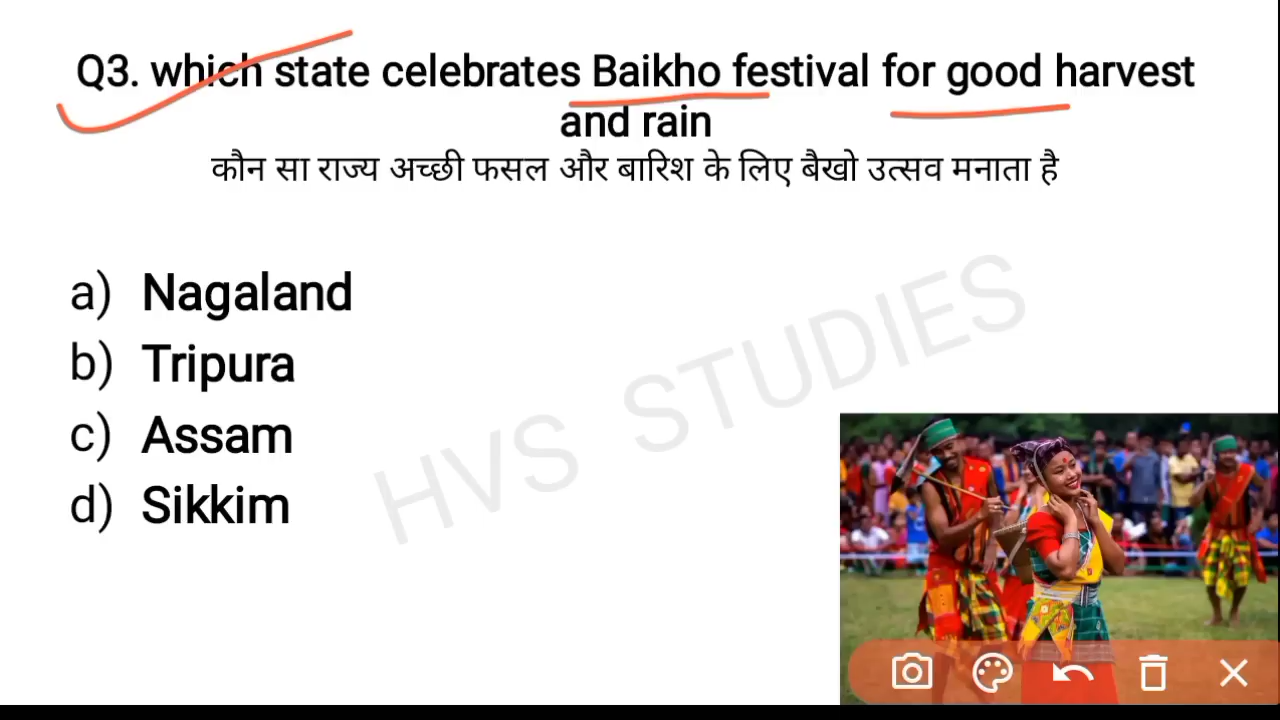 Q3. which state celebrates Baikho festival for good harvest
and rain
कौन सा राज्य अच्छी फसल और बारिश के लिए बैखो उत्सव मनाता है
a) Nagaland
b) Tripura
c) Assam
d) Sikkim
HVS STUDIES